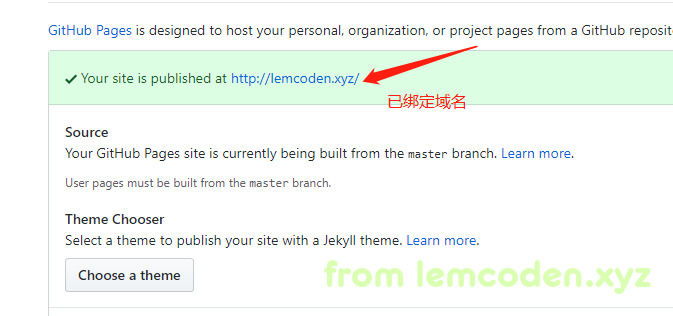 GitHub Pages is designed to host your personal, organization, or project pages from a GitHub
Your site is published at http://lemcoden.xyz/
已绑定域名
Source
Your GitHub Pages site is currently being built from the master branch. Learn more.
User pages must be built from the master branch.
Theme Chooser
Select a theme to publish your site with a Jekyll theme. Learn more.
Choose a theme
from lemcoden.xyz